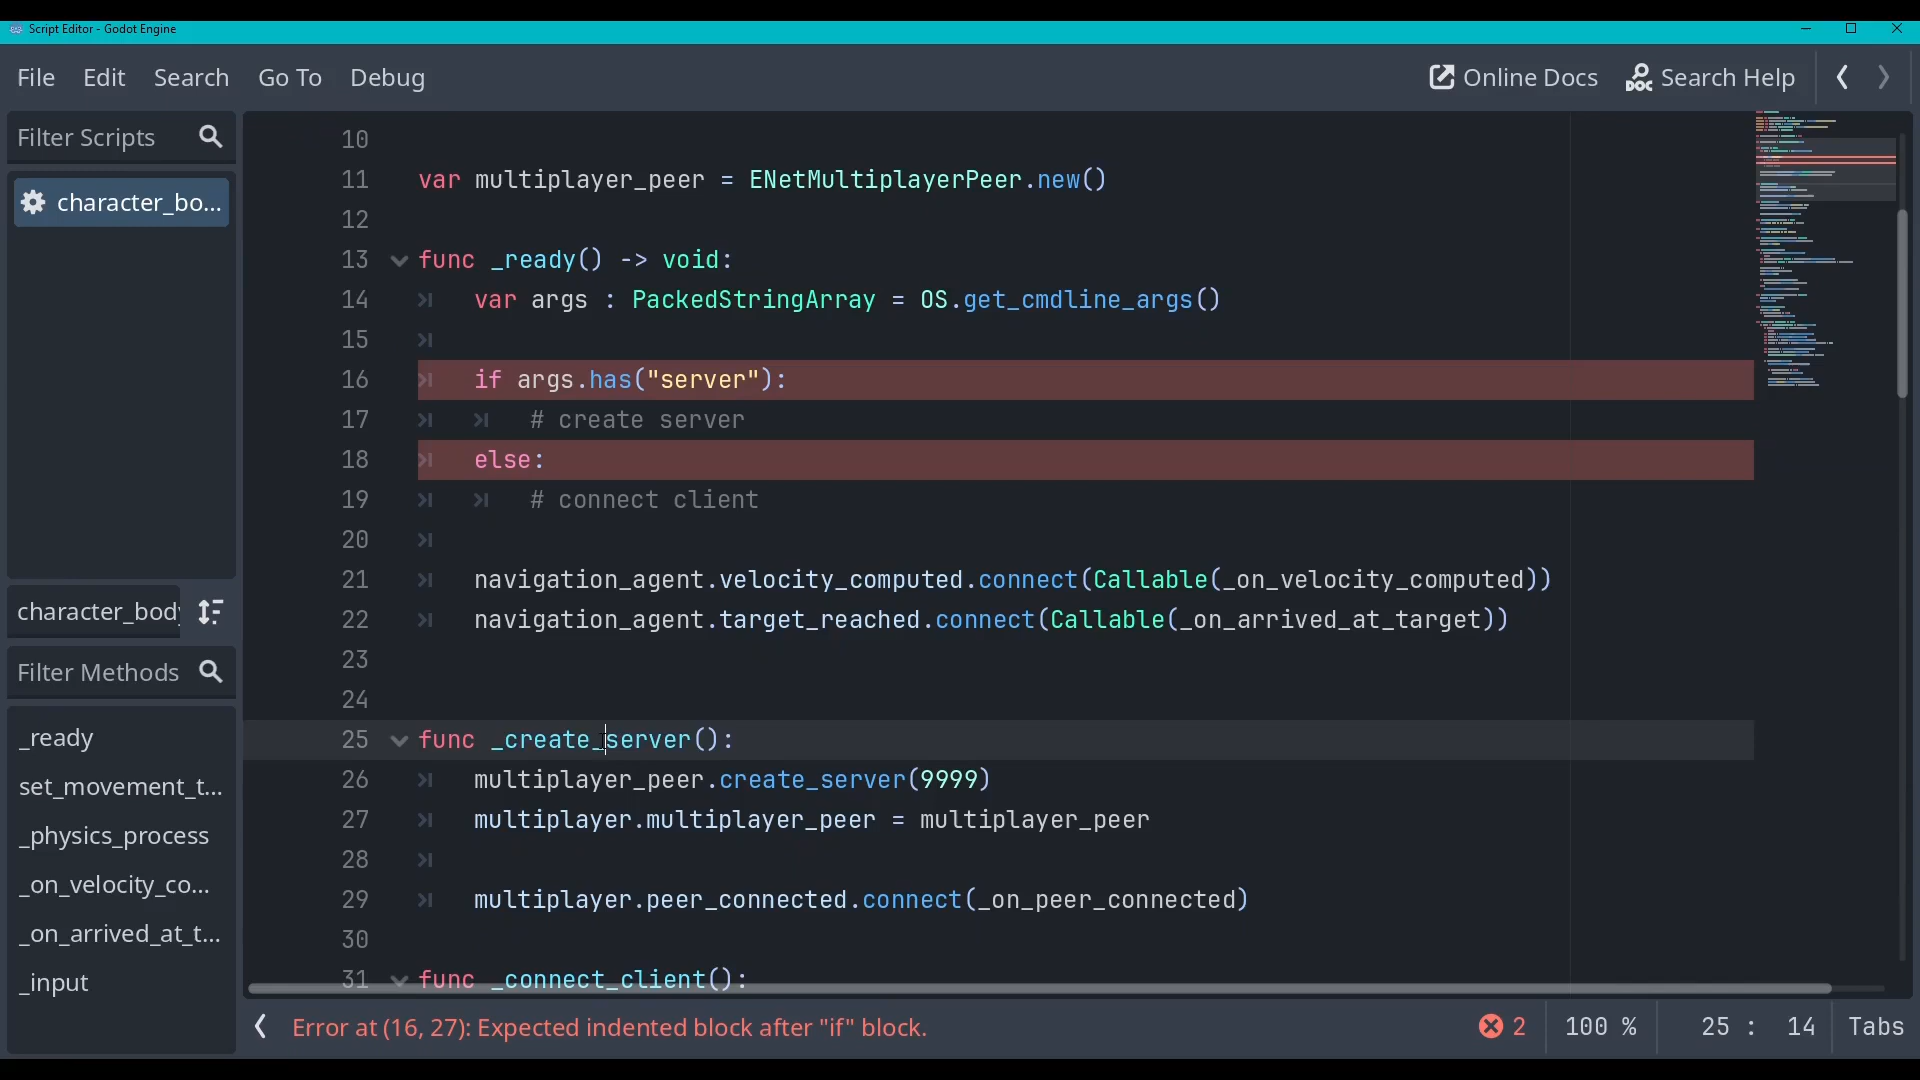 Script Editor - Godot Engine
File Edit Search Go To Debug Online Docs Search Help
Filter Scripts
character_bo...
character_body
Filter Methods
_ready
set_movement_t...
_physics_process
_on_velocity_co...
_on_arrived_at_t...
_input
10
11 var multiplayer_peer = ENetMultiplayerPeer.new()
12
13 func _ready() -> void:
14 var args : PackedStringArray = OS.get_cmdline_args()
15
16 if args.has("server"):
17 # create server
18 else:
19 # connect client
20
21 navigation_agent.velocity_computed.connect(Callable(_on_velocity_computed))
22 navigation_agent.target_reached.connect(Callable(_on_arrived_at_target))
23
24
25 func _create_server():
26 multiplayer_peer.create_server(9999)
27 multiplayer.multiplayer_peer = multiplayer_peer
28
29 multiplayer.peer_connected.connect(_on_peer_connected)
30
31 func _connect_client():
Error at (16, 27): Expected indented block after "if" block. 2 100 % 25 : 14 Tabs